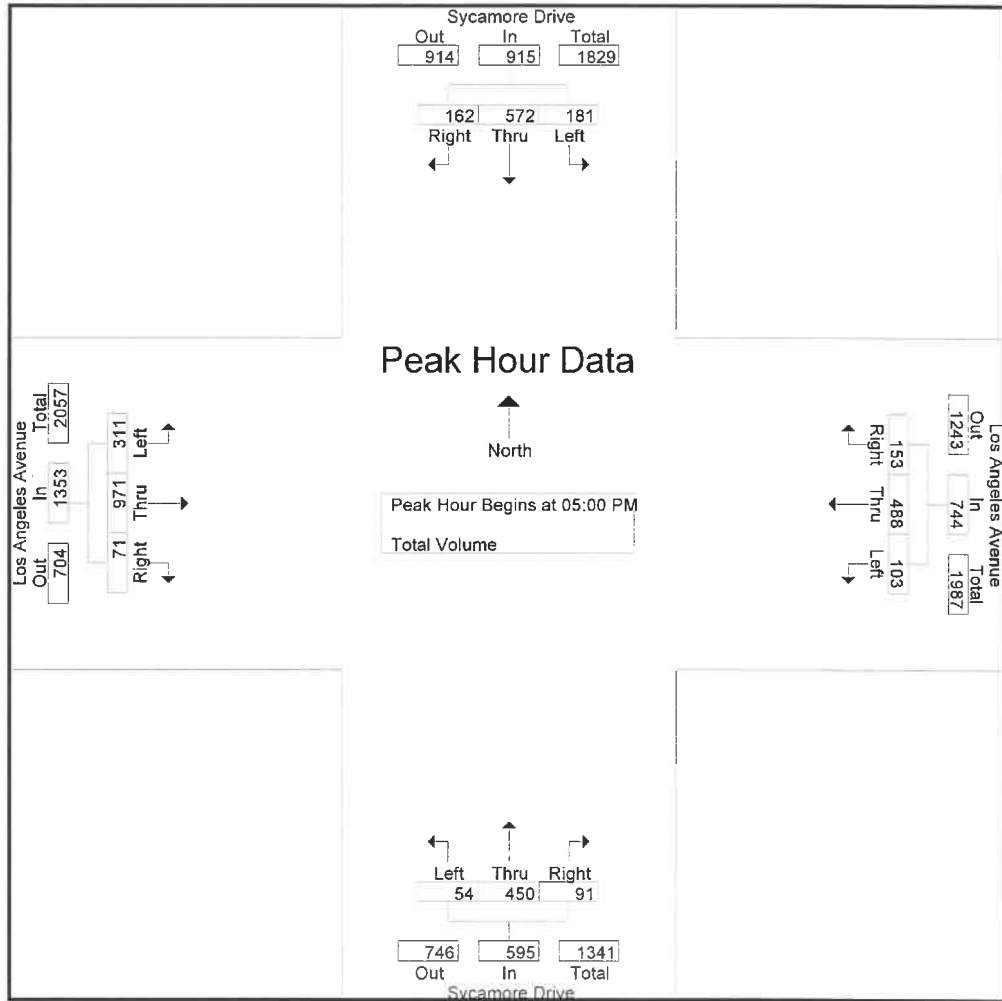 Sycamore Drive
Out In Total
914 915 1829
162 572 181
Right Thru Left
Peak Hour Data
North
Peak Hour Begins at 05:00 PM
Total Volume
Los Angeles Avenue
Out In Total
704 1353 2057
71 971 311
Right Thru Left
Los Angeles Avenue
Out In Total
1243 744 1987
153 488 103
Right Thru Left
Left Thru Right
54 450 91
746 595 1341
Out In Total
Sycamore Drive